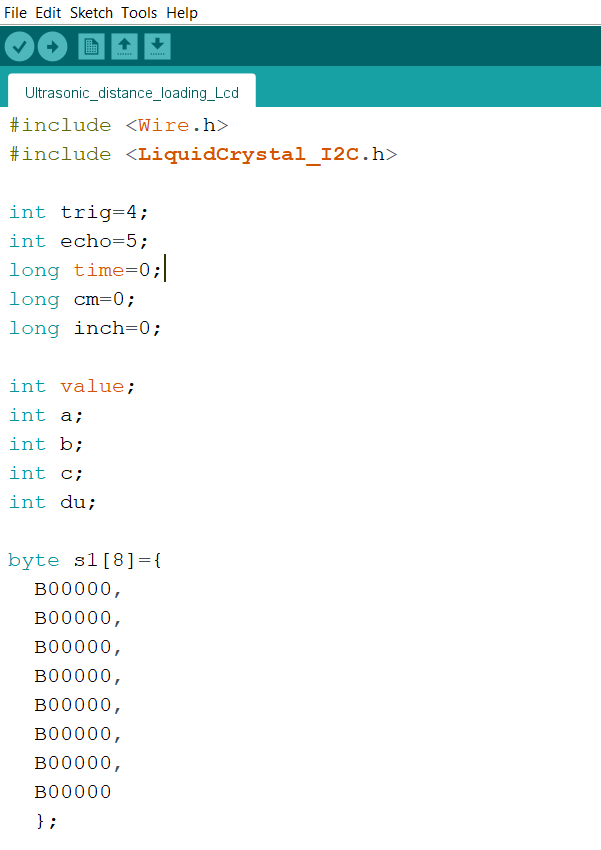 File Edit Sketch Tools Help
Ultrasonic_distance_loading_Lcd
#include <Wire.h>
#include <LiquidCrystal_I2C.h>
int trig=4;
int echo=5;
long time=0;
long cm=0;
long inch=0;
int value;
int a;
int b;
int c;
int du;
byte s1[8]={
B00000,
B00000,
B00000,
B00000,
B00000,
B00000,
B00000,
B00000
};